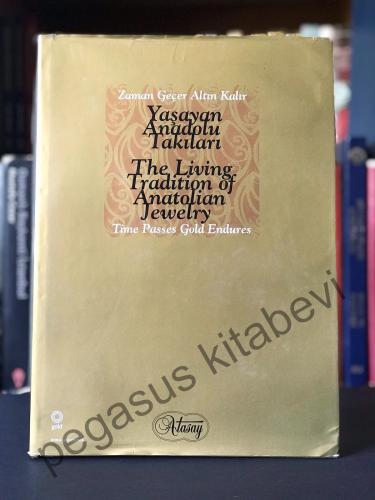 Zaman Geçer Altın Kalır
Yaşayan
Anadolu
Takıları
The Living
Tradition of
Anatolian
Jewelry
Time Passes Gold Endures
pegasus kitabevi
gold
Atasay